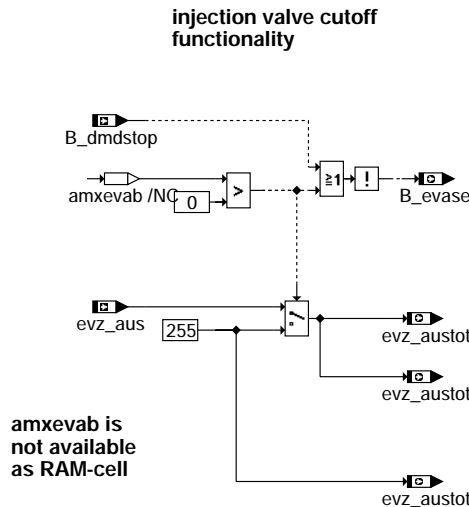 injection valve cutoff
functionality
B_dmdstop
amxevab /NC
0
>
≧1
!
B_evase
evz_aus
255
evz_austot
evz_austot
amxevab is
not available
as RAM-cell
evz_austot